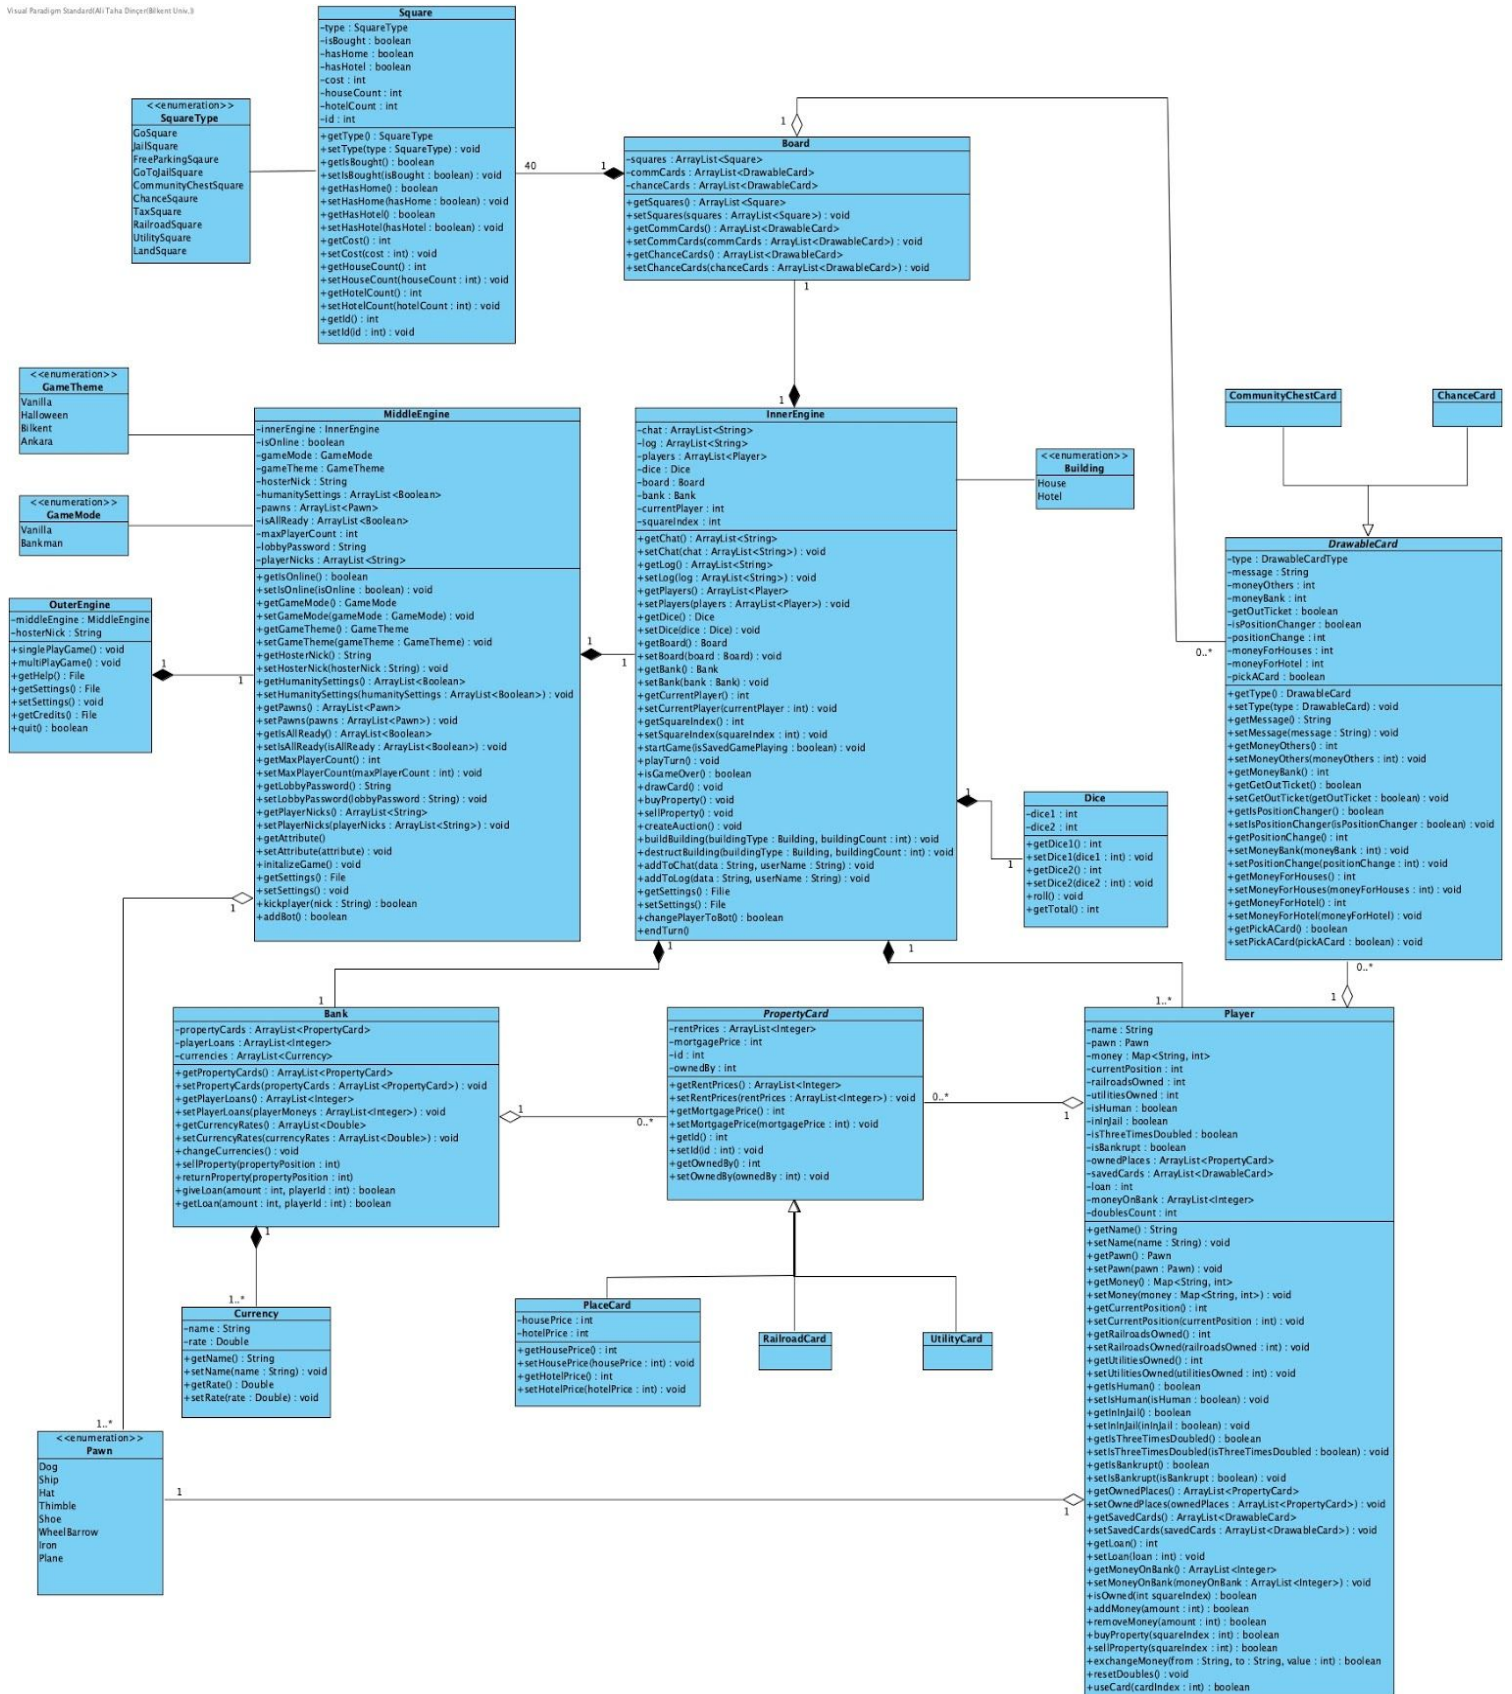 Visual Paradigm Standard(Ali Taha Dinçer(Bilkent Univ.))
Square
-type : SquareType
-isBought : boolean
-hasHome : boolean
-hasHotel : boolean
-cost : int
-houseCount : int
-hotelCount : int
-id : int
+getType() : SquareType
+setType(type : SquareType) : void
+getIsBought() : boolean
+setIsBought(isBought : boolean) : void
+getHasHome() : boolean
+setHasHome(hasHome : boolean) : void
+getHasHotel() : boolean
+setHasHotel(hasHotel : boolean) : void
+getCost() : int
+setCost(cost : int) : void
+getHouseCount() : int
+setHouseCount(houseCount : int) : void
+getHotelCount() : int
+setHotelCount(hotelCount : int) : void
+getId() : int
+setId(id : int) : void
<<enumeration>>
SquareType
GoSquare
JailSquare
FreeParkingSqaure
GoToJailSquare
CommunityChestSquare
ChanceSqaure
TaxSquare
RailroadSquare
UtilitySquare
LandSquare
40
1
1
Board
-squares : ArrayList<Square>
-commCards : ArrayList<DrawableCard>
-chanceCards : ArrayList<DrawableCard>
+getSquares() : ArrayList<Square>
+setSquares(squares : ArrayList<Square>) : void
+getCommCards() : ArrayList<DrawableCard>
+setCommCards(commCards : ArrayList<DrawableCard>) : void
+getChanceCards() : ArrayList<DrawableCard>
+setChanceCards(chanceCards : ArrayList<DrawableCard>) : void
1
1
<<enumeration>>
GameTheme
Vanilla
Halloween
Bilkent
Ankara
<<enumeration>>
GameMode
Vanilla
Bankman
OuterEngine
-middleEngine : MiddleEngine
-hosterNick : String
+singlePlayGame() : void
+multiPlayGame() : void
+getHelp() : File
+getSettings() : File
+setSettings() : void
+getCredits() : File
+quit() : boolean
1
1
MiddleEngine
-innerEngine : InnerEngine
-isOnline : boolean
-gameMode : GameMode
-gameTheme : GameTheme
-hosterNick : String
-humanitySettings : ArrayList<Boolean>
-pawns : ArrayList<Pawn>
-isAllReady : ArrayList<Boolean>
-maxPlayerCount : int
-lobbyPassword : String
-playerNicks : ArrayList<String>
+getIsOnline() : boolean
+setIsOnline(isOnline : boolean) : void
+getGameMode() : GameMode
+setGameMode(gameMode : GameMode) : void
+getGameTheme() : GameTheme
+setGameTheme(gameTheme : GameTheme) : void
+getHosterNick() : String
+setHosterNick(hosterNick : String) : void
+getHumanitySettings() : ArrayList<Boolean>
+setHumanitySettings(humanitySettings : ArrayList<Boolean>) : void
+getPawns() : ArrayList<Pawn>
+setPawns(pawns : ArrayList<Pawn>) : void
+getIsAllReady() : ArrayList<Boolean>
+setIsAllReady(isAllReady : ArrayList<Boolean>) : void
+getMaxPlayerCount() : int
+setMaxPlayerCount(maxPlayerCount : int) : void
+getLobbyPassword() : String
+setLobbyPassword(lobbyPassword : String) : void
+getPlayerNicks() : ArrayList<String>
+setPlayerNicks(playerNicks : ArrayList<String>) : void
+getAttribute()
+setAttribute(attribute) : void
+initalizeGame() : void
+getSettings() : File
+setSettings() : void
+kickplayer(nick : String) : boolean
+addBot() : boolean
1
1
1
InnerEngine
-chat : ArrayList<String>
-log : ArrayList<String>
-players : ArrayList<Player>
-dice : Dice
-board : Board
-bank : Bank
-currentPlayer : int
-squareIndex : int
+getChat() : ArrayList<String>
+setChat(chat : ArrayList<String>) : void
+getLog() : ArrayList<String>
+setLog(log : ArrayList<String>) : void
+getPlayers() : ArrayList<Player>
+setPlayers(players : ArrayList<Player>) : void
+getDice() : Dice
+setDice(dice : Dice) : void
+getBoard() : Board
+setBoard(board : Board) : void
+getBank() : Bank
+setBank(bank : Bank) : void
+getCurrentPlayer() : int
+setCurrentPlayer(currentPlayer : int) : void
+getSquareIndex() : int
+setSquareIndex(squareIndex : int) : void
+startGame(isSavedGamePlaying : boolean) : void
+playTurn() : void
+isGameOver() : boolean
+drawCard() : void
+buyProperty() : void
+sellProperty() : void
+createAuction() : void
+buildBuilding(buildingType : Building, buildingCount : int) : void
+destructBuilding(buildingType : Building, buildingCount : int) : void
+addToChat(data : String, userName : String) : void
+addToLog(data : String, userName : String) : void
+getSettings() : Filie
+setSettings() : File
+changePlayerToBot() : boolean
+endTurn()
<<enumeration>>
Building
House
Hotel
1
1
Dice
-dice1 : int
-dice2 : int
+getDice1() : int
+setDice1(dice1 : int) : void
+getDice2() : int
+setDice2(dice2 : int) : void
+roll() : void
+getTotal() : int
CommunityChestCard
ChanceCard
DrawableCard
-type : DrawableCardType
-message : String
-moneyOthers : int
-moneyBank : int
-getOutTicket : boolean
-isPositionChanger : boolean
-positionChange : int
-moneyForHouses : int
-moneyForHotel : int
-pickACard : boolean
+getType() : DrawableCard
+setType(type : DrawableCard) : void
+getMessage() : String
+setMessage(message : String) : void
+getMoneyOthers() : int
+setMoneyOthers(moneyOthers : int) : void
+getMoneyBank() : int
+getGetOutTicket() : boolean
+setGetOutTicket(getOutTicket : boolean) : void
+getIsPositionChanger() : boolean
+setIsPositionChanger(isPositionChanger : boolean) : void
+getPositionChange() : int
+setMoneyBank(moneyBank : int) : void
+setPositionChange(positionChange : int) : void
+getMoneyForHouses() : int
+setMoneyForHouses(moneyForHouses : int) : void
+getMoneyForHotel() : int
+setMoneyForHotel(moneyForHotel) : void
+getPickACard() : boolean
+setPickACard(pickACard : boolean) : void
0..*
0..*
1
1
1
1
1..*
Bank
-propertyCards : ArrayList<PropertyCard>
-playerLoans : ArrayList<Integer>
-currencies : ArrayList<Currency>
+getPropertyCards() : ArrayList<PropertyCard>
+setPropertyCards(propertyCards : ArrayList<PropertyCard>) : void
+getPlayerLoans() : ArrayList<Integer>
+setPlayerLoans(playerMoneys : ArrayList<Integer>) : void
+getCurrencyRates() : ArrayList<Double>
+setCurrencyRates(currencyRates : ArrayList<Double>) : void
+changeCurrencies() : void
+sellProperty(propertyPosition : int)
+returnProperty(propertyPosition : int)
+giveLoan(amount : int, playerId : int) : boolean
+getLoan(amount : int, playerId : int) : boolean
1
0..*
PropertyCard
-rentPrices : ArrayList<Integer>
-mortgagePrice : int
-id : int
-ownedBy : int
+getRentPrices() : ArrayList<Integer>
+setRentPrices(rentPrices : ArrayList<Integer>) : void
+getMortgagePrice() : int
+setMortgagePrice(mortgagePrice : int) : void
+getId() : int
+setId(id : int) : void
+getOwnedBy() : int
+setOwnedBy(ownedBy : int) : void
0..*
1
Player
-name : String
-pawn : Pawn
-money : Map<String, int>
-currentPosition : int
-railroadsOwned : int
-utilitiesOwned : int
-isHuman : boolean
-inInJail : boolean
-isThreeTimesDoubled : boolean
-isBankrupt : boolean
-ownedPlaces : ArrayList<PropertyCard>
-savedCards : ArrayList<DrawableCard>
-loan : int
-moneyOnBank : ArrayList<Integer>
-doublesCount : int
+getName() : String
+setName(name : String) : void
+getPawn() : Pawn
+setPawn(pawn : Pawn) : void
+getMoney() : Map<String, int>
+setMoney(money : Map<String, int>) : void
+getCurrentPosition() : int
+setCurrentPosition(currentPosition : int) : void
+getRailroadsOwned() : int
+setRailroadsOwned(railroadsOwned : int) : void
+getUtilitiesOwned() : int
+setUtilitiesOwned(utilitiesOwned : int) : void
+getIsHuman() : boolean
+setIsHuman(isHuman : boolean) : void
+getInInJail() : boolean
+setInInJail(inInJail : boolean) : void
+getIsThreeTimesDoubled() : boolean
+setIsThreeTimesDoubled(isThreeTimesDoubled : boolean) : void
+getIsBankrupt() : boolean
+setIsBankrupt(isBankrupt : boolean) : void
+getOwnedPlaces() : ArrayList<PropertyCard>
+setOwnedPlaces(ownedPlaces : ArrayList<PropertyCard>) : void
+getSavedCards() : ArrayList<DrawableCard>
+setSavedCards(savedCards : ArrayList<DrawableCard>) : void
+getLoan() : int
+setLoan(loan : int) : void
+getMoneyOnBank() : ArrayList<Integer>
+setMoneyOnBank(moneyOnBank : ArrayList<Integer>) : void
+isOwned(int squareIndex) : boolean
+addMoney(amount : int) : boolean
+removeMoney(amount : int) : boolean
+buyProperty(squareIndex : int) : boolean
+sellProperty(squareIndex : int) : boolean
+exchangeMoney(from : String, to : String, value : int) : boolean
+resetDoubles() : void
+useCard(cardIndex : int) : boolean
1
1..*
Currency
-name : String
-rate : Double
+getName() : String
+setName(name : String) : void
+getRate() : Double
+setRate(rate : Double) : void
PlaceCard
-housePrice : int
-hotelPrice : int
+getHousePrice() : int
+setHousePrice(housePrice : int) : void
+getHotelPrice() : int
+setHotelPrice(hotelPrice : int) : void
RailroadCard
UtilityCard
1..*
<<enumeration>>
Pawn
Dog
Ship
Hat
Thimble
Shoe
WheelBarrow
Iron
Plane
1
1